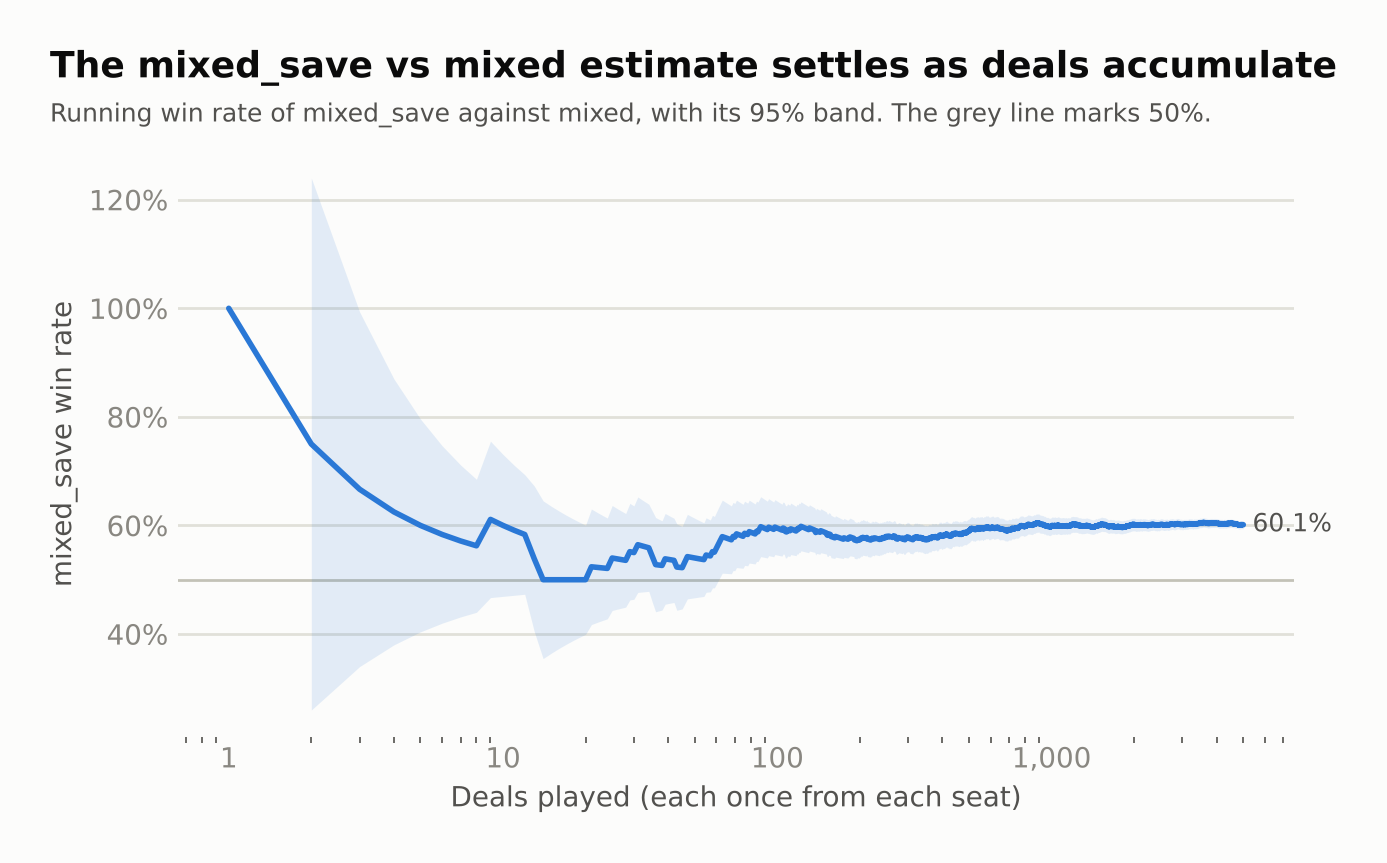 The mixed_save vs mixed estimate settles as deals accumulate
Running win rate of mixed_save against mixed, with its 95% band. The grey line marks 50%.
mixed_save win rate
120%
100%
80%
60%
40%
60.1%
1
10
100
1,000
Deals played (each once from each seat)